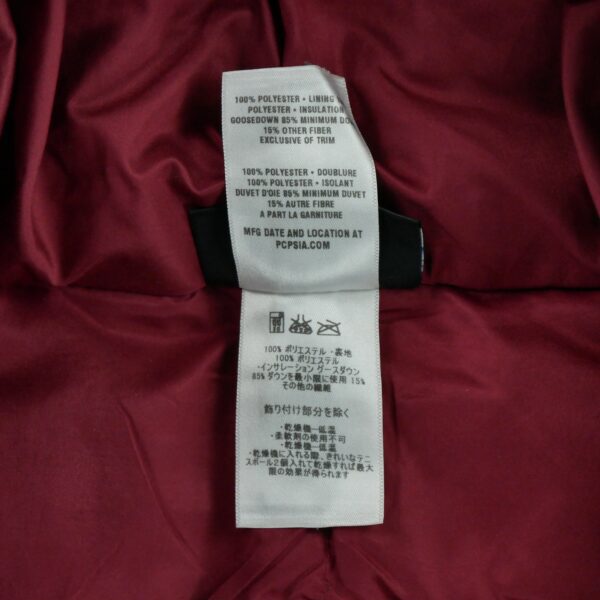 100% POLYESTER • LINING
POLYESTER • INSULATION
GOOSEDOWN 85% MINIMUM
15% OTHER FIBER
EXCLUSIVE OF TRIM
100% POLYESTER • DOUBLURE
100% POLYESTER • ISOLANT
DUVET D'OIE 85% MINIMUM DUVET
15% AUTRE FIBRE
A PART LA GARNITURE
MFG DATE AND LOCATION AT
PCPSIA.COM
100% ポリエステル・裏地
100% ポリエステル
・インサレーション グースダウン
85% ダウンを最小限に使用 15%
その他の繊維
飾り付け部分を除く
・乾燥機―低温
・柔軟剤の使用不可
・乾燥機―低温
・乾燥機に入れる際、きれいなテニ
スボール2個入れて乾燥すれば最大
限の効果が得られます